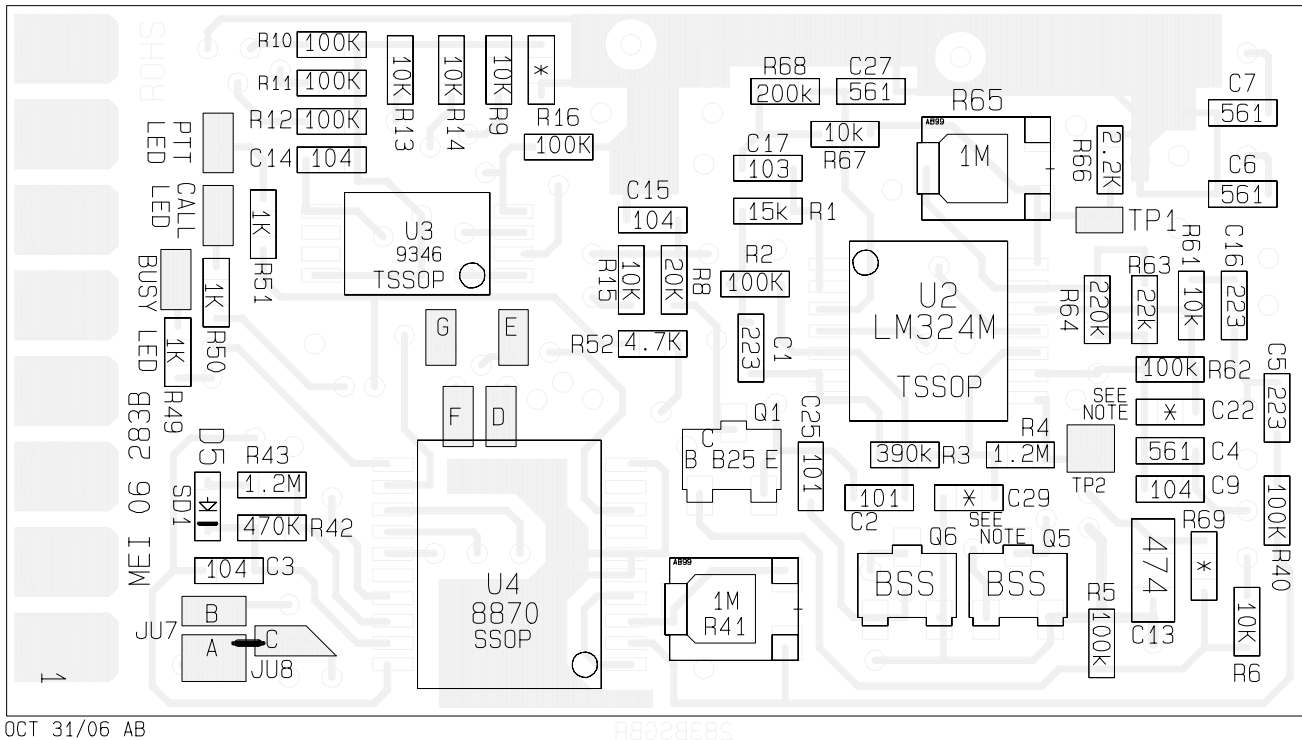 ROHS
R10 100K
R11 100K
R12 100K
C14 104
10K R13
10K R14
10K R9
*
R16
100K
R68
200k
C27
561
R65
AB99
1M
C7
561
PTT
LED
CALL
LED
BUSY LED
1K R51
1K R50
1K R49
U3
9346
TSSOP
C17
103
10k
R67
R66 2.2K
C6
561
C15
104
15k R1
TP1
R15 10K
20K R8
R2
100K
R52 4.7K
223 C1
U2
LM324M
TSSOP
R64 220k
R63
22K
R61 10K
C16 223
G
E
F
D
100k R62
SEE
NOTE
* C22
C5 223
561 C4
104 C9
MEI 06 283B
D5
SD1
R43
1.2M
470K R42
104 C3
Q1
C
B B25 E
C25 101
390k R3
R4
1.2M
TP2
101
C2
* C29
SEE
NOTE
Q6
BSS
Q5
BSS
474
C13
R69
*
100K R40
U4
8870
SSOP
AB99
1M
R41
R5
100K
10K
R6
JU7
B
A
C
JU8
1
OCT 31/06 AB
283BSGBR